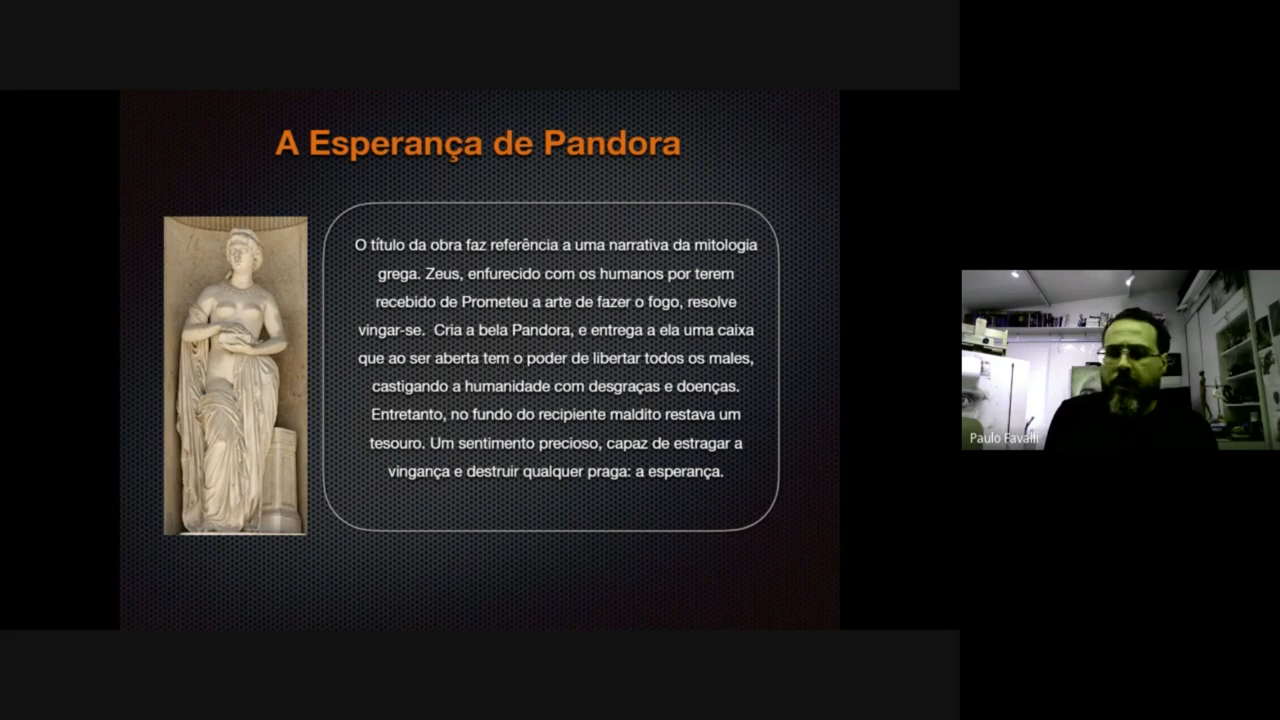 A Esperança de Pandora
O título da obra faz referência a uma narrativa da mitologia
grega. Zeus, enfurecido com os humanos por terem
recebido de Prometeu a arte de fazer o fogo, resolve
vingar-se.  Cria a bela Pandora, e entrega a ela uma caixa
que ao ser aberta tem o poder de libertar todos os males,
castigando a humanidade com desgraças e doenças.
Entretanto, no fundo do recipiente maldito restava um
tesouro. Um sentimento precioso, capaz de estragar a
vingança e destruir qualquer praga: a esperança.
Paulo Favalli